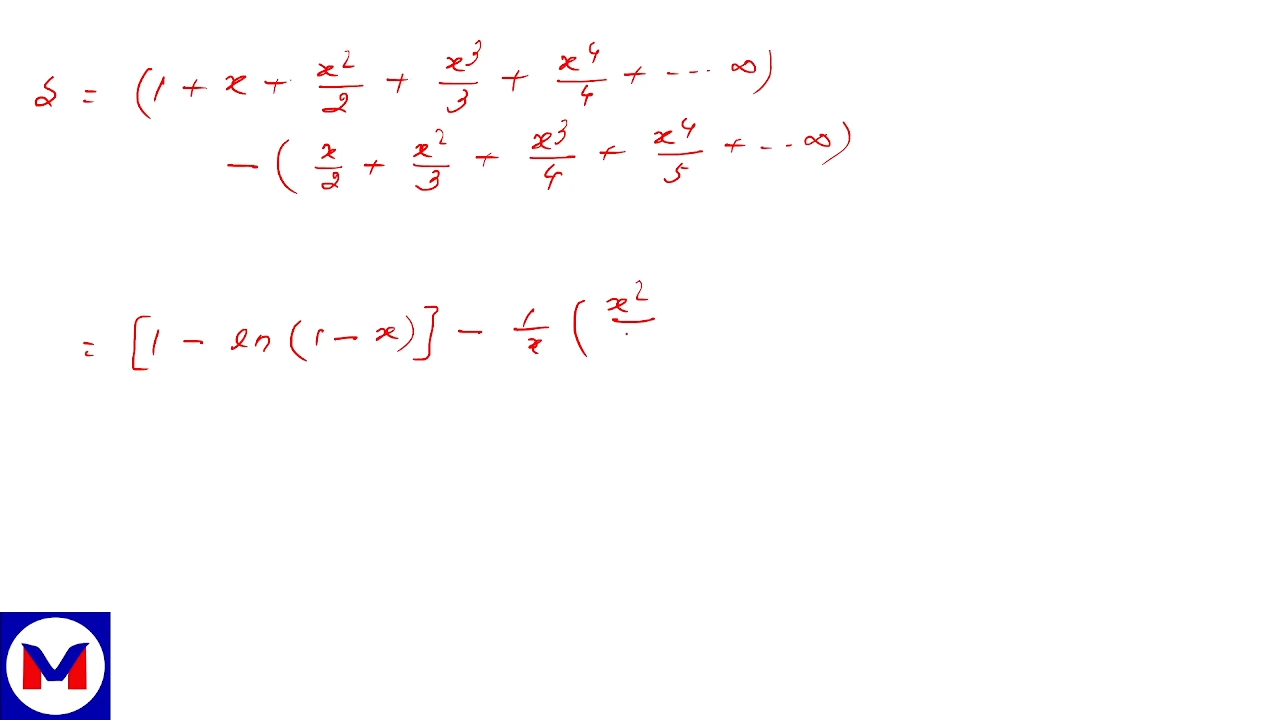 S = (1 + x + x²/2 + x³/3 + x⁴/4 + ... ∞)
− (x/2 + x²/3 + x³/4 + x⁴/5 + ... ∞)
= [1 − ln(1 − x)] − 1/x (x²/
M